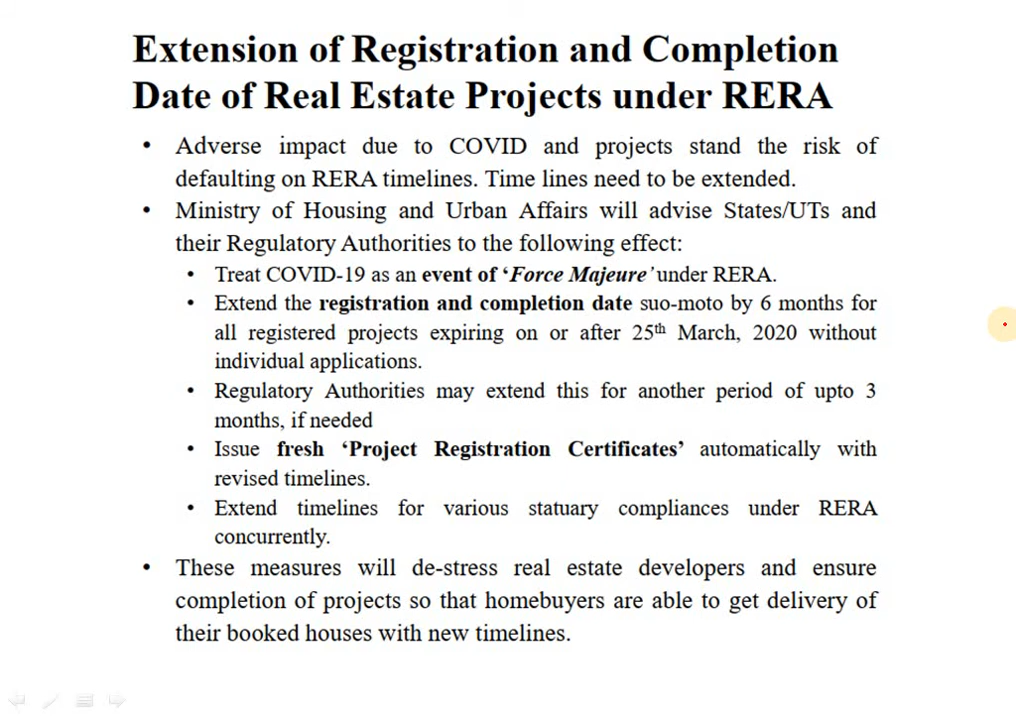 Extension of Registration and Completion
Date of Real Estate Projects under RERA
• Adverse impact due to COVID and projects stand the risk of
defaulting on RERA timelines. Time lines need to be extended.
• Ministry of Housing and Urban Affairs will advise States/UTs and
their Regulatory Authorities to the following effect:
• Treat COVID-19 as an event of ‘Force Majeure’ under RERA.
• Extend the registration and completion date suo-moto by 6 months for
all registered projects expiring on or after 25th March, 2020 without
individual applications.
• Regulatory Authorities may extend this for another period of upto 3
months, if needed
• Issue fresh ‘Project Registration Certificates’ automatically with
revised timelines.
• Extend timelines for various statuary compliances under RERA
concurrently.
• These measures will de-stress real estate developers and ensure
completion of projects so that homebuyers are able to get delivery of
their booked houses with new timelines.